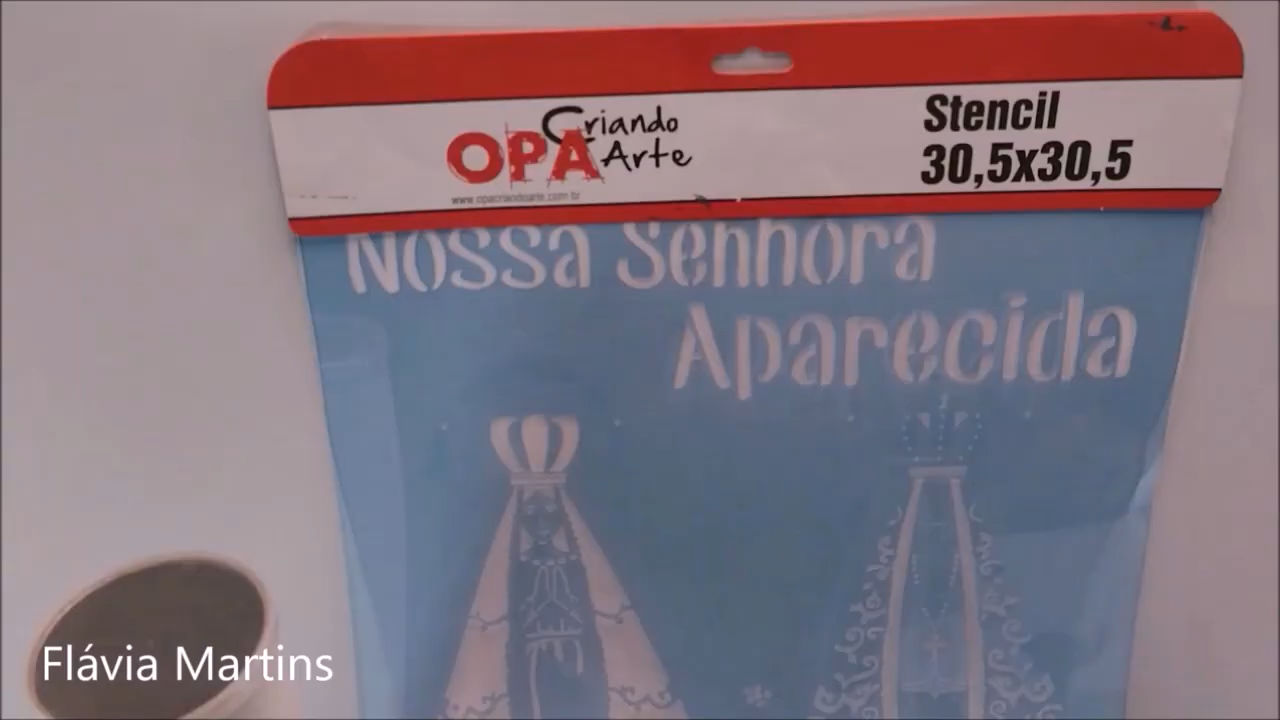 Criando
OPA Arte
www.opacriandoarte.com.br
Stencil
30,5x30,5
Nossa Senhora
Aparecida
Flávia Martins